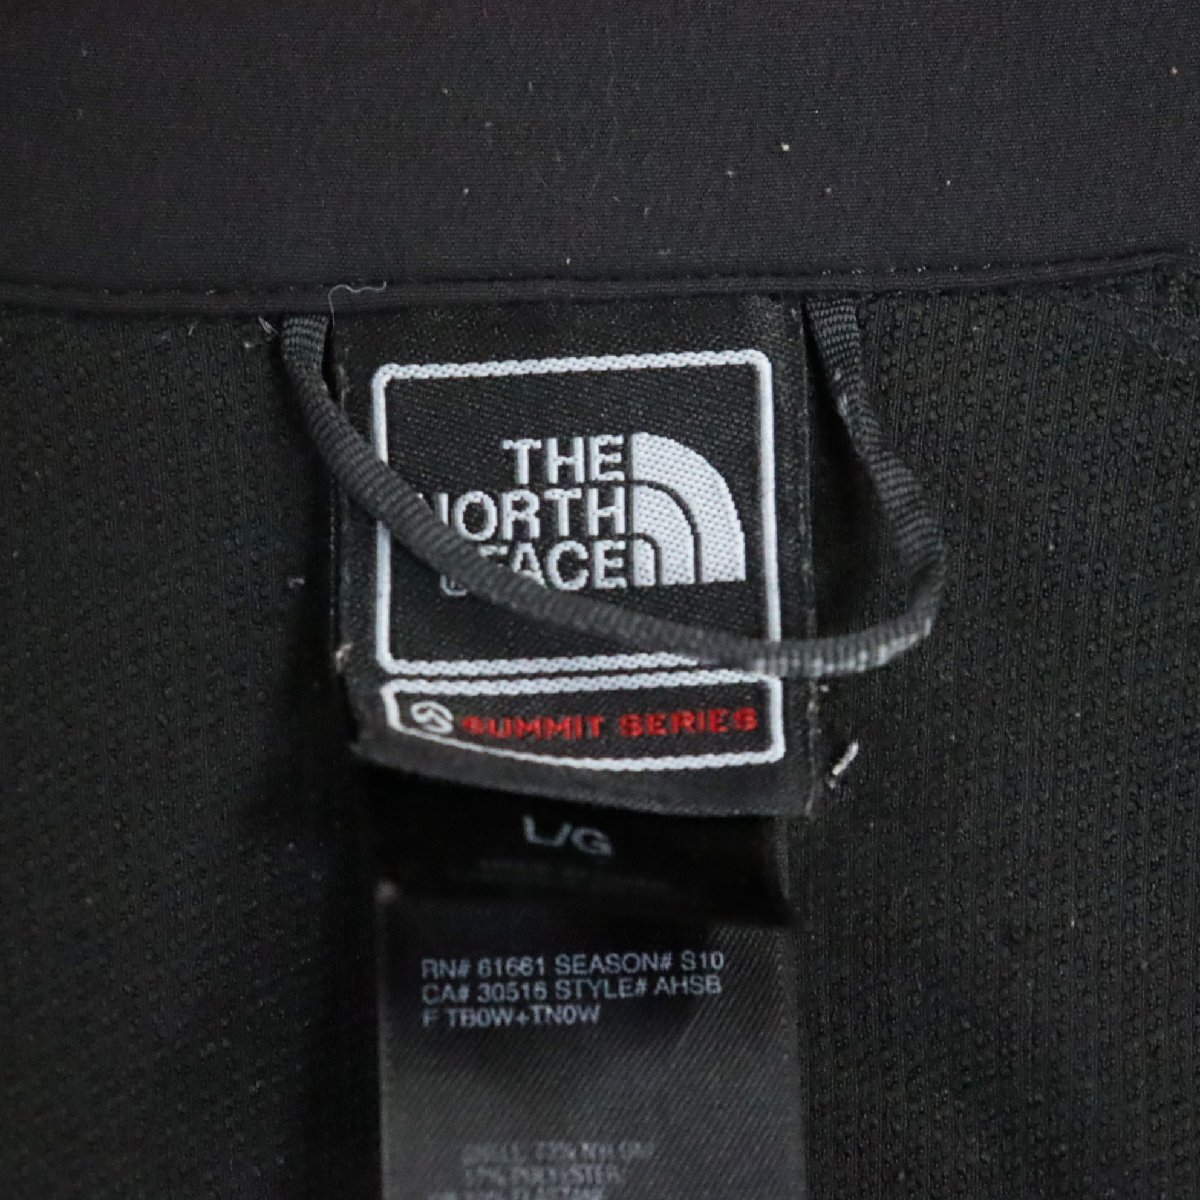 THE
NORTH
FACE
SUMMIT SERIES
L/G
RN# 61661 SEASON# S10
CA# 30516 STYLE# AHSB
F TB0W+TN0W